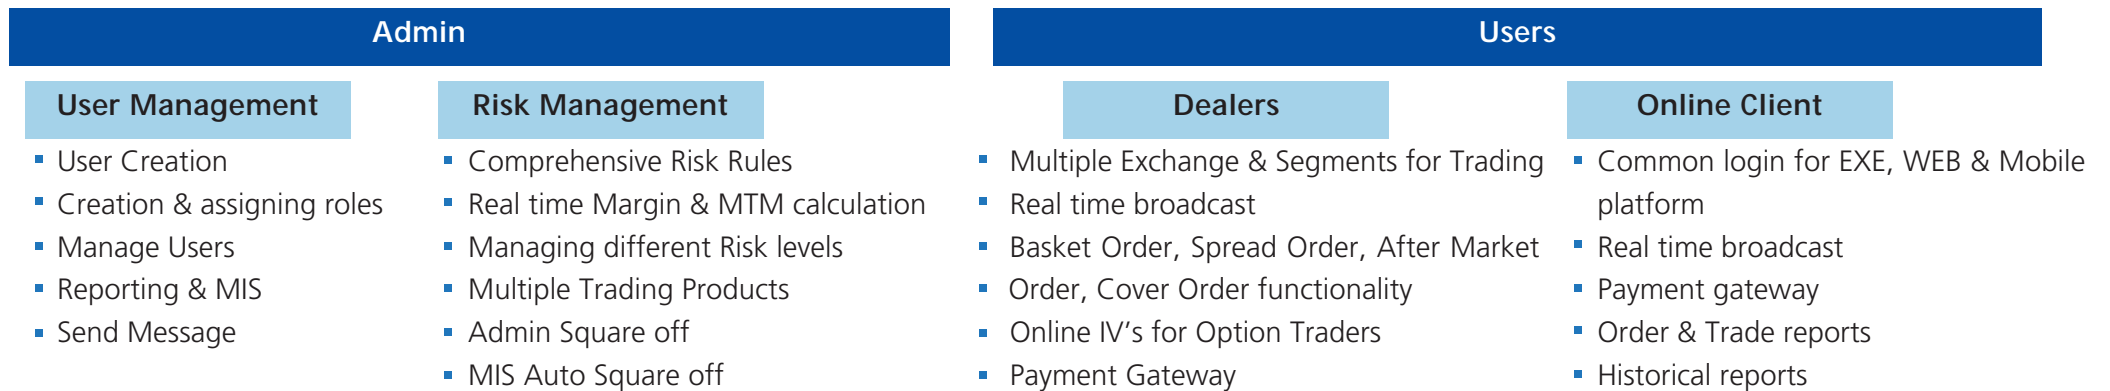 Admin
User Management
▪ User Creation
▪ Creation & assigning roles
▪ Manage Users
▪ Reporting & MIS
▪ Send Message
Risk Management
▪ Comprehensive Risk Rules
▪ Real time Margin & MTM calculation
▪ Managing different Risk levels
▪ Multiple Trading Products
▪ Admin Square off
▪ MIS Auto Square off
Users
Dealers
▪ Multiple Exchange & Segments for Trading
▪ Real time broadcast
▪ Basket Order, Spread Order, After Market
▪ Order, Cover Order functionality
▪ Online IV's for Option Traders
▪ Payment Gateway
Online Client
▪ Common login for EXE, WEB & Mobile
platform
▪ Real time broadcast
▪ Payment gateway
▪ Order & Trade reports
▪ Historical reports